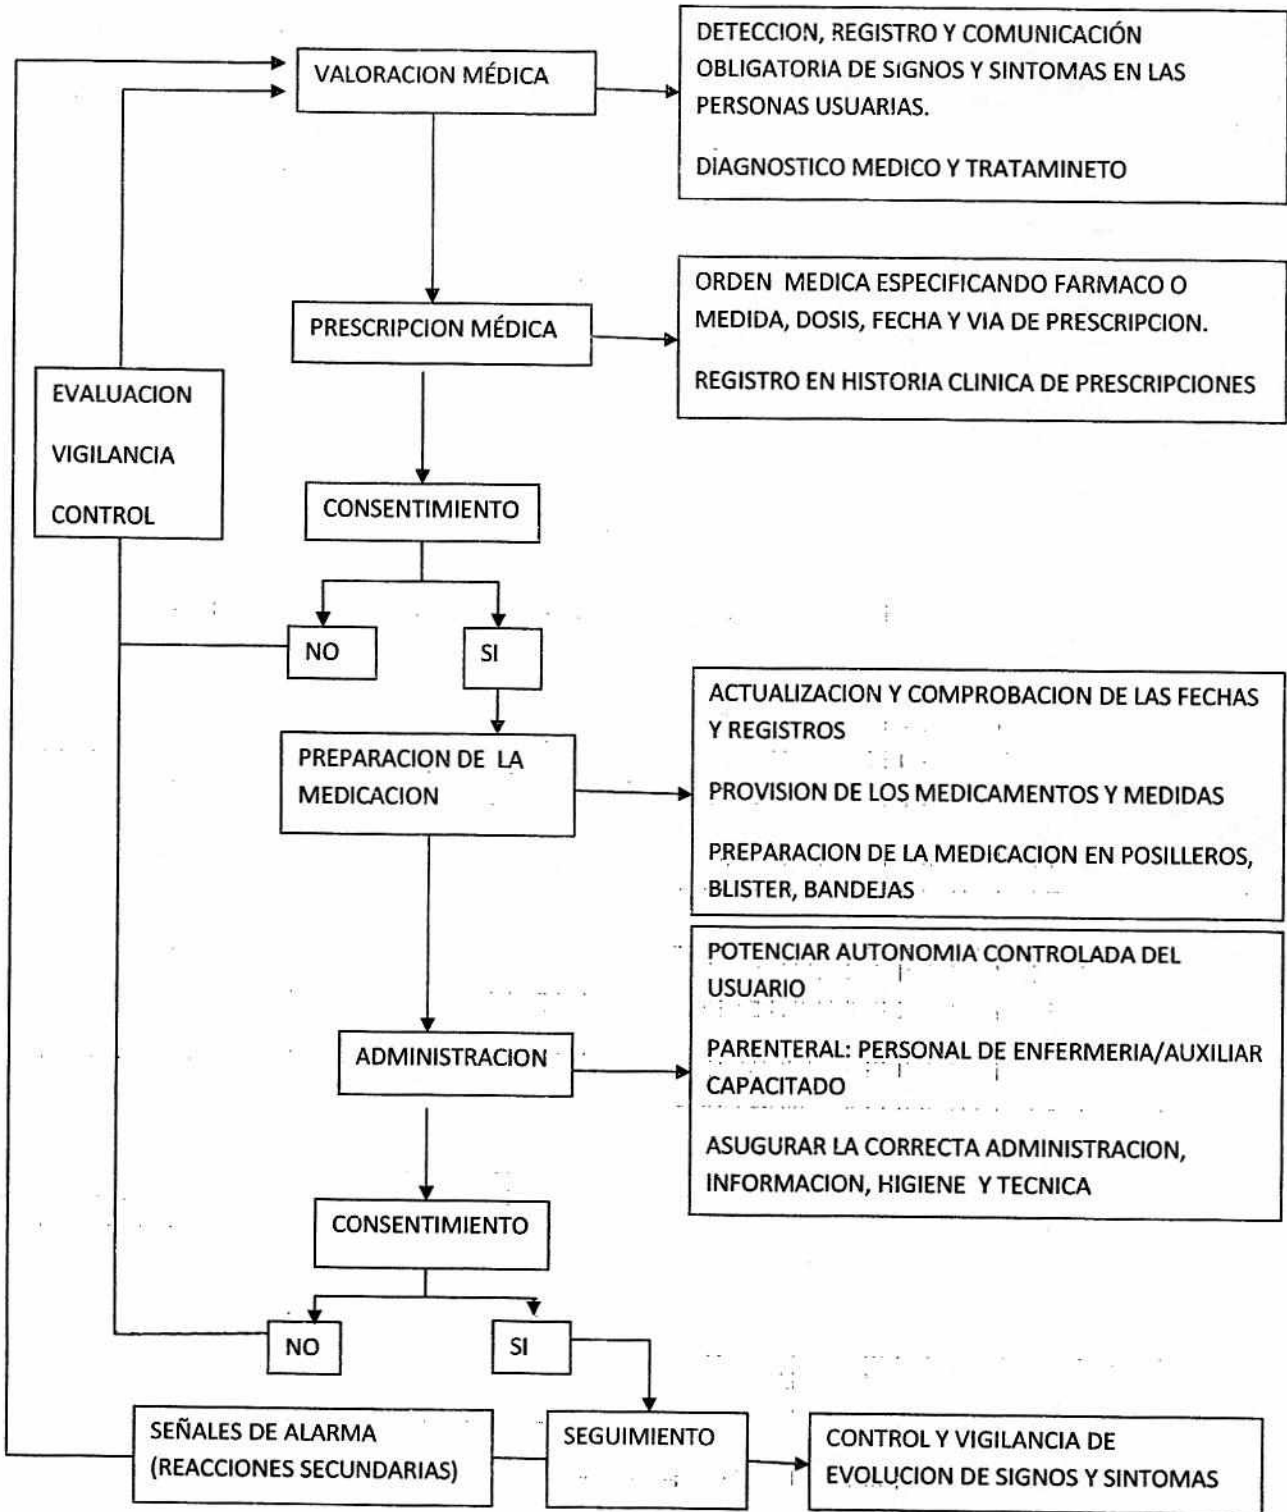 VALORACION MÉDICA
DETECCION, REGISTRO Y COMUNICACIÓN
OBLIGATORIA DE SIGNOS Y SINTOMAS EN LAS
PERSONAS USUARIAS.
DIAGNOSTICO MEDICO Y TRATAMINETO
PRESCRIPCION MÉDICA
ORDEN MEDICA ESPECIFICANDO FARMACO O
MEDIDA, DOSIS, FECHA Y VIA DE PRESCRIPCION.
REGISTRO EN HISTORIA CLINICA DE PRESCRIPCIONES
EVALUACION
VIGILANCIA
CONTROL
CONSENTIMIENTO
NO
SI
PREPARACION DE LA
MEDICACION
ACTUALIZACION Y COMPROBACION DE LAS FECHAS
Y REGISTROS
PROVISION DE LOS MEDICAMENTOS Y MEDIDAS
PREPARACION DE LA MEDICACION EN POSILLEROS,
BLISTER, BANDEJAS
ADMINISTRACION
POTENCIAR AUTONOMIA CONTROLADA DEL
USUARIO
PARENTERAL: PERSONAL DE ENFERMERIA/AUXILIAR
CAPACITADO
ASUGURAR LA CORRECTA ADMINISTRACION,
INFORMACION, HIGIENE Y TECNICA
CONSENTIMIENTO
NO
SI
SEÑALES DE ALARMA
(REACCIONES SECUNDARIAS)
SEGUIMIENTO
CONTROL Y VIGILANCIA DE
EVOLUCION DE SIGNOS Y SINTOMAS